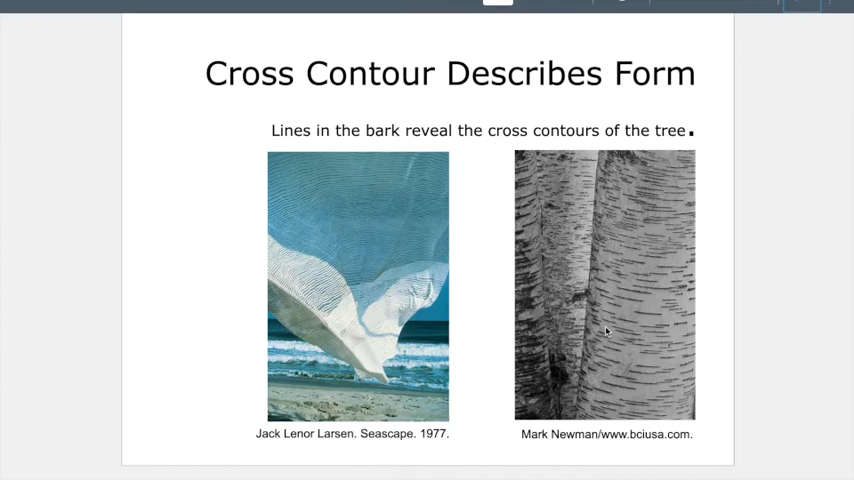 Cross Contour Describes Form
Lines in the bark reveal the cross contours of the tree.
Jack Lenor Larsen. Seascape. 1977.
Mark Newman/www.bciusa.com.